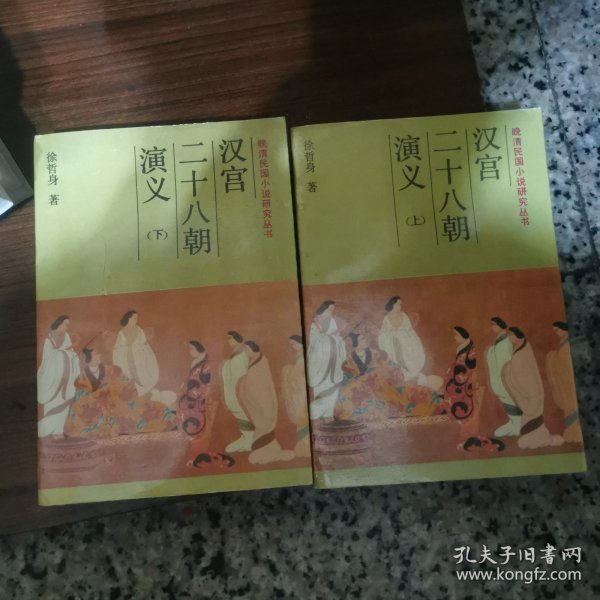 晚清民国小说研究丛书
汉宫
二十八朝
演义
(下)
徐哲身 著
晚清民国小说研究丛书
汉宫
二十八朝
演义
(上)
徐哲身 著
孔夫子旧书网
www.kongfz.com